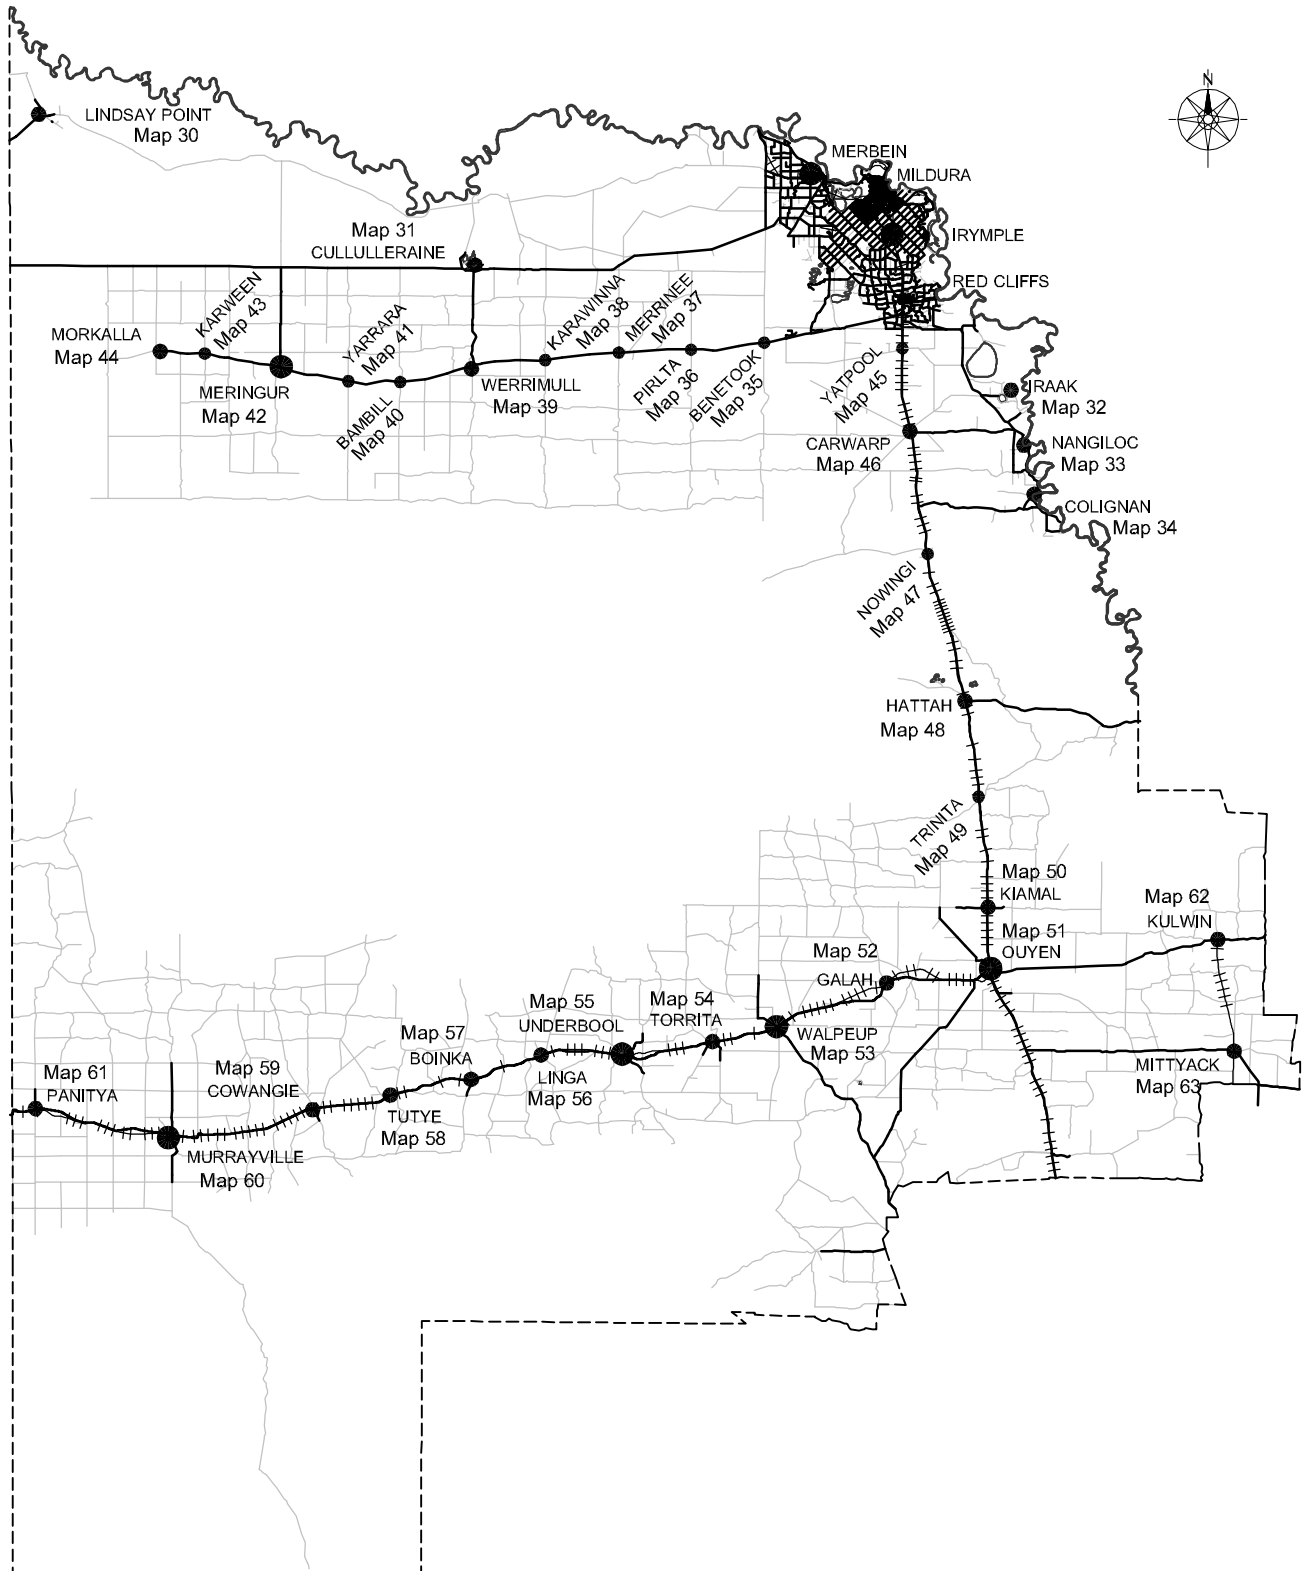 N
LINDSAY POINT
Map 30
MERBEIN
MILDURA
Map 31
CULLULLERAINE
IRYMPLE
RED CLIFFS
MORKALLA
Map 44
KARWEEN
Map 43
MERINGUR
Map 42
YARRARA
Map 41
BAMBILL
Map 40
WERRIMULL
Map 39
KARAWINNA
Map 38
MERRINEE
Map 37
PIRLTA
Map 36
BENETOOK
Map 35
YATPOOL
Map 45
IRAAK
Map 32
CARWARP
Map 46
NANGILOC
Map 33
COLIGNAN
Map 34
NOWINGI
Map 47
HATTAH
Map 48
TRINITA
Map 49
Map 50
KIAMAL
Map 62
KULWIN
Map 51
OUYEN
Map 52
GALAH
Map 55
UNDERBOOL
Map 54
TORRITA
WALPEUP
Map 53
Map 57
BOINKA
LINGA
Map 56
MITTYACK
Map 63
Map 61
PANITYA
Map 59
COWANGIE
TUTYE
Map 58
MURRAYVILLE
Map 60